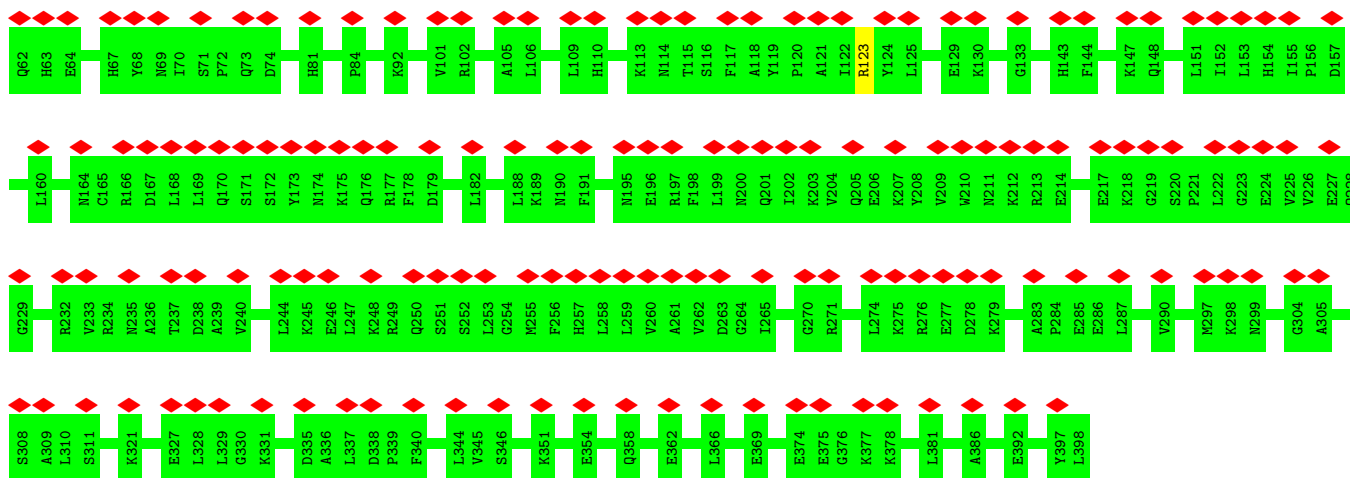 Q62 H63 E64 H67 Y68 N69 I70 S71 P72 Q73 D74 H81 P84 K92 V101 R102 A105 L106 L109 H110 K113 N114 T115 S116 F117 A118 Y119 P120 A121 I122 R123 Y124 L125 E129 K130 G133 H143 F144 K147 Q148 L151 I152 L153 H154 I155 P156 D157
L160 N164 C165 R166 D167 L168 L169 Q170 S171 S172 Y173 N174 K175 Q176 R177 F178 D179 L182 L188 K189 N190 F191 N195 E196 R197 F198 L199 N200 Q201 I202 K203 V204 Q205 E206 K207 Y208 V209 W210 N211 K212 R213 E214 E217 K218 G219 S220 P221 L222 G223 E224 V225 V226 E227
G229 R232 V233 R234 N235 A236 T237 D238 A239 V240 L244 K245 E246 L247 K248 R249 Q250 S251 S252 L253 G254 N255 F256 H257 L258 L259 V260 A261 V262 D263 G264 I265 G270 R271 L274 K275 R276 E277 D278 K279 A283 P284 E285 E286 L287 V290 M297 K298 N299 G304 A305
S308 A309 L310 S311 K321 E327 L328 L329 G330 K331 D335 A336 L337 D338 P339 F340 L344 V345 S346 K351 E354 Q358 E362 L366 E369 E374 E375 G376 K377 K378 L381 A386 E392 Y397 L398